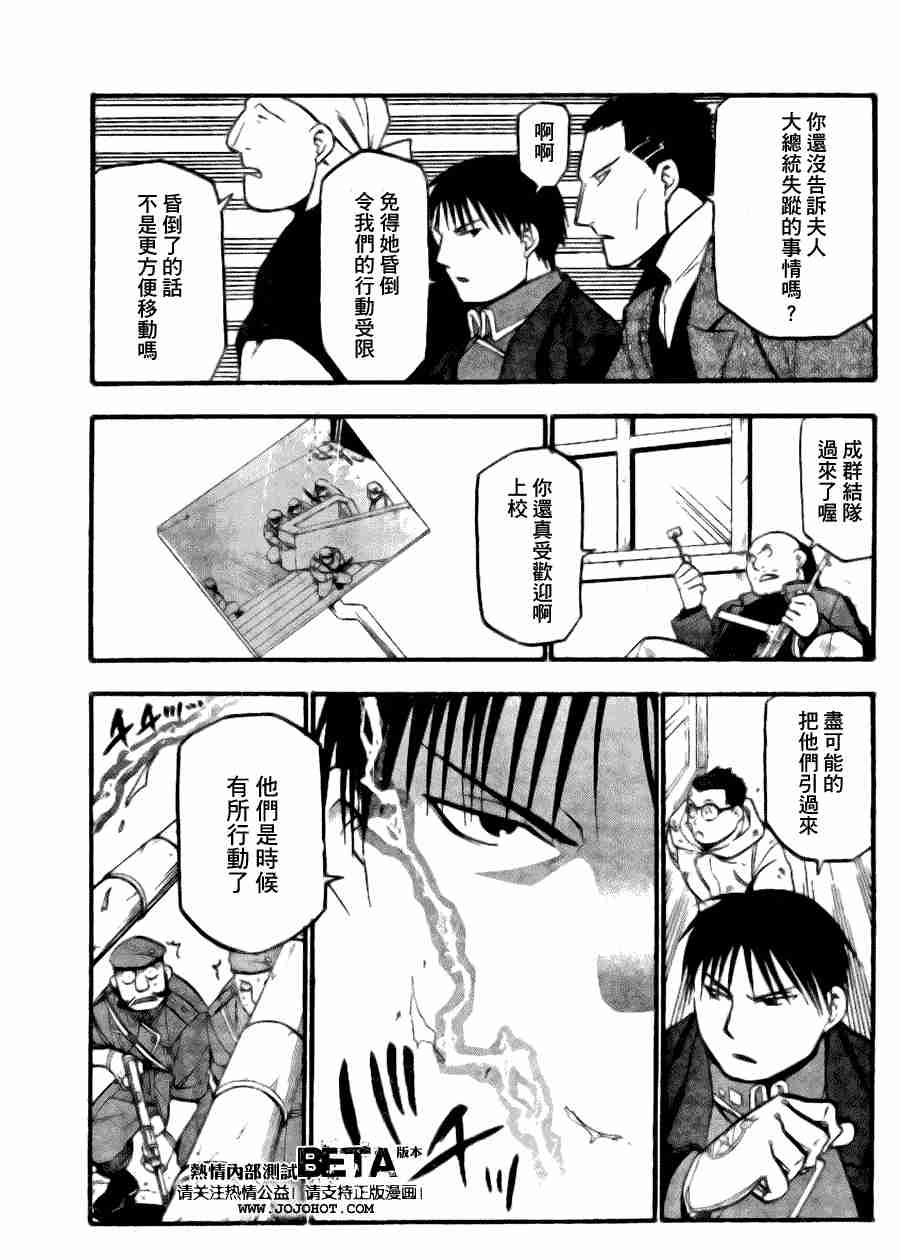 你還沒告訴夫人
大總統失蹤的事情嗎?
啊啊
免得她昏倒
令我們的行動受限
昏倒了的話
不是更方便移動嗎
成群結隊
過來了喔
你還真受歡迎啊
上校
盡可能的
把他們引過來
他們是時候
有所行動了
オオツ…
バチ
熱情內部測試BETA版本
请关注热情公益!请支持正版漫画!
WWW.JOJOHOT.COM